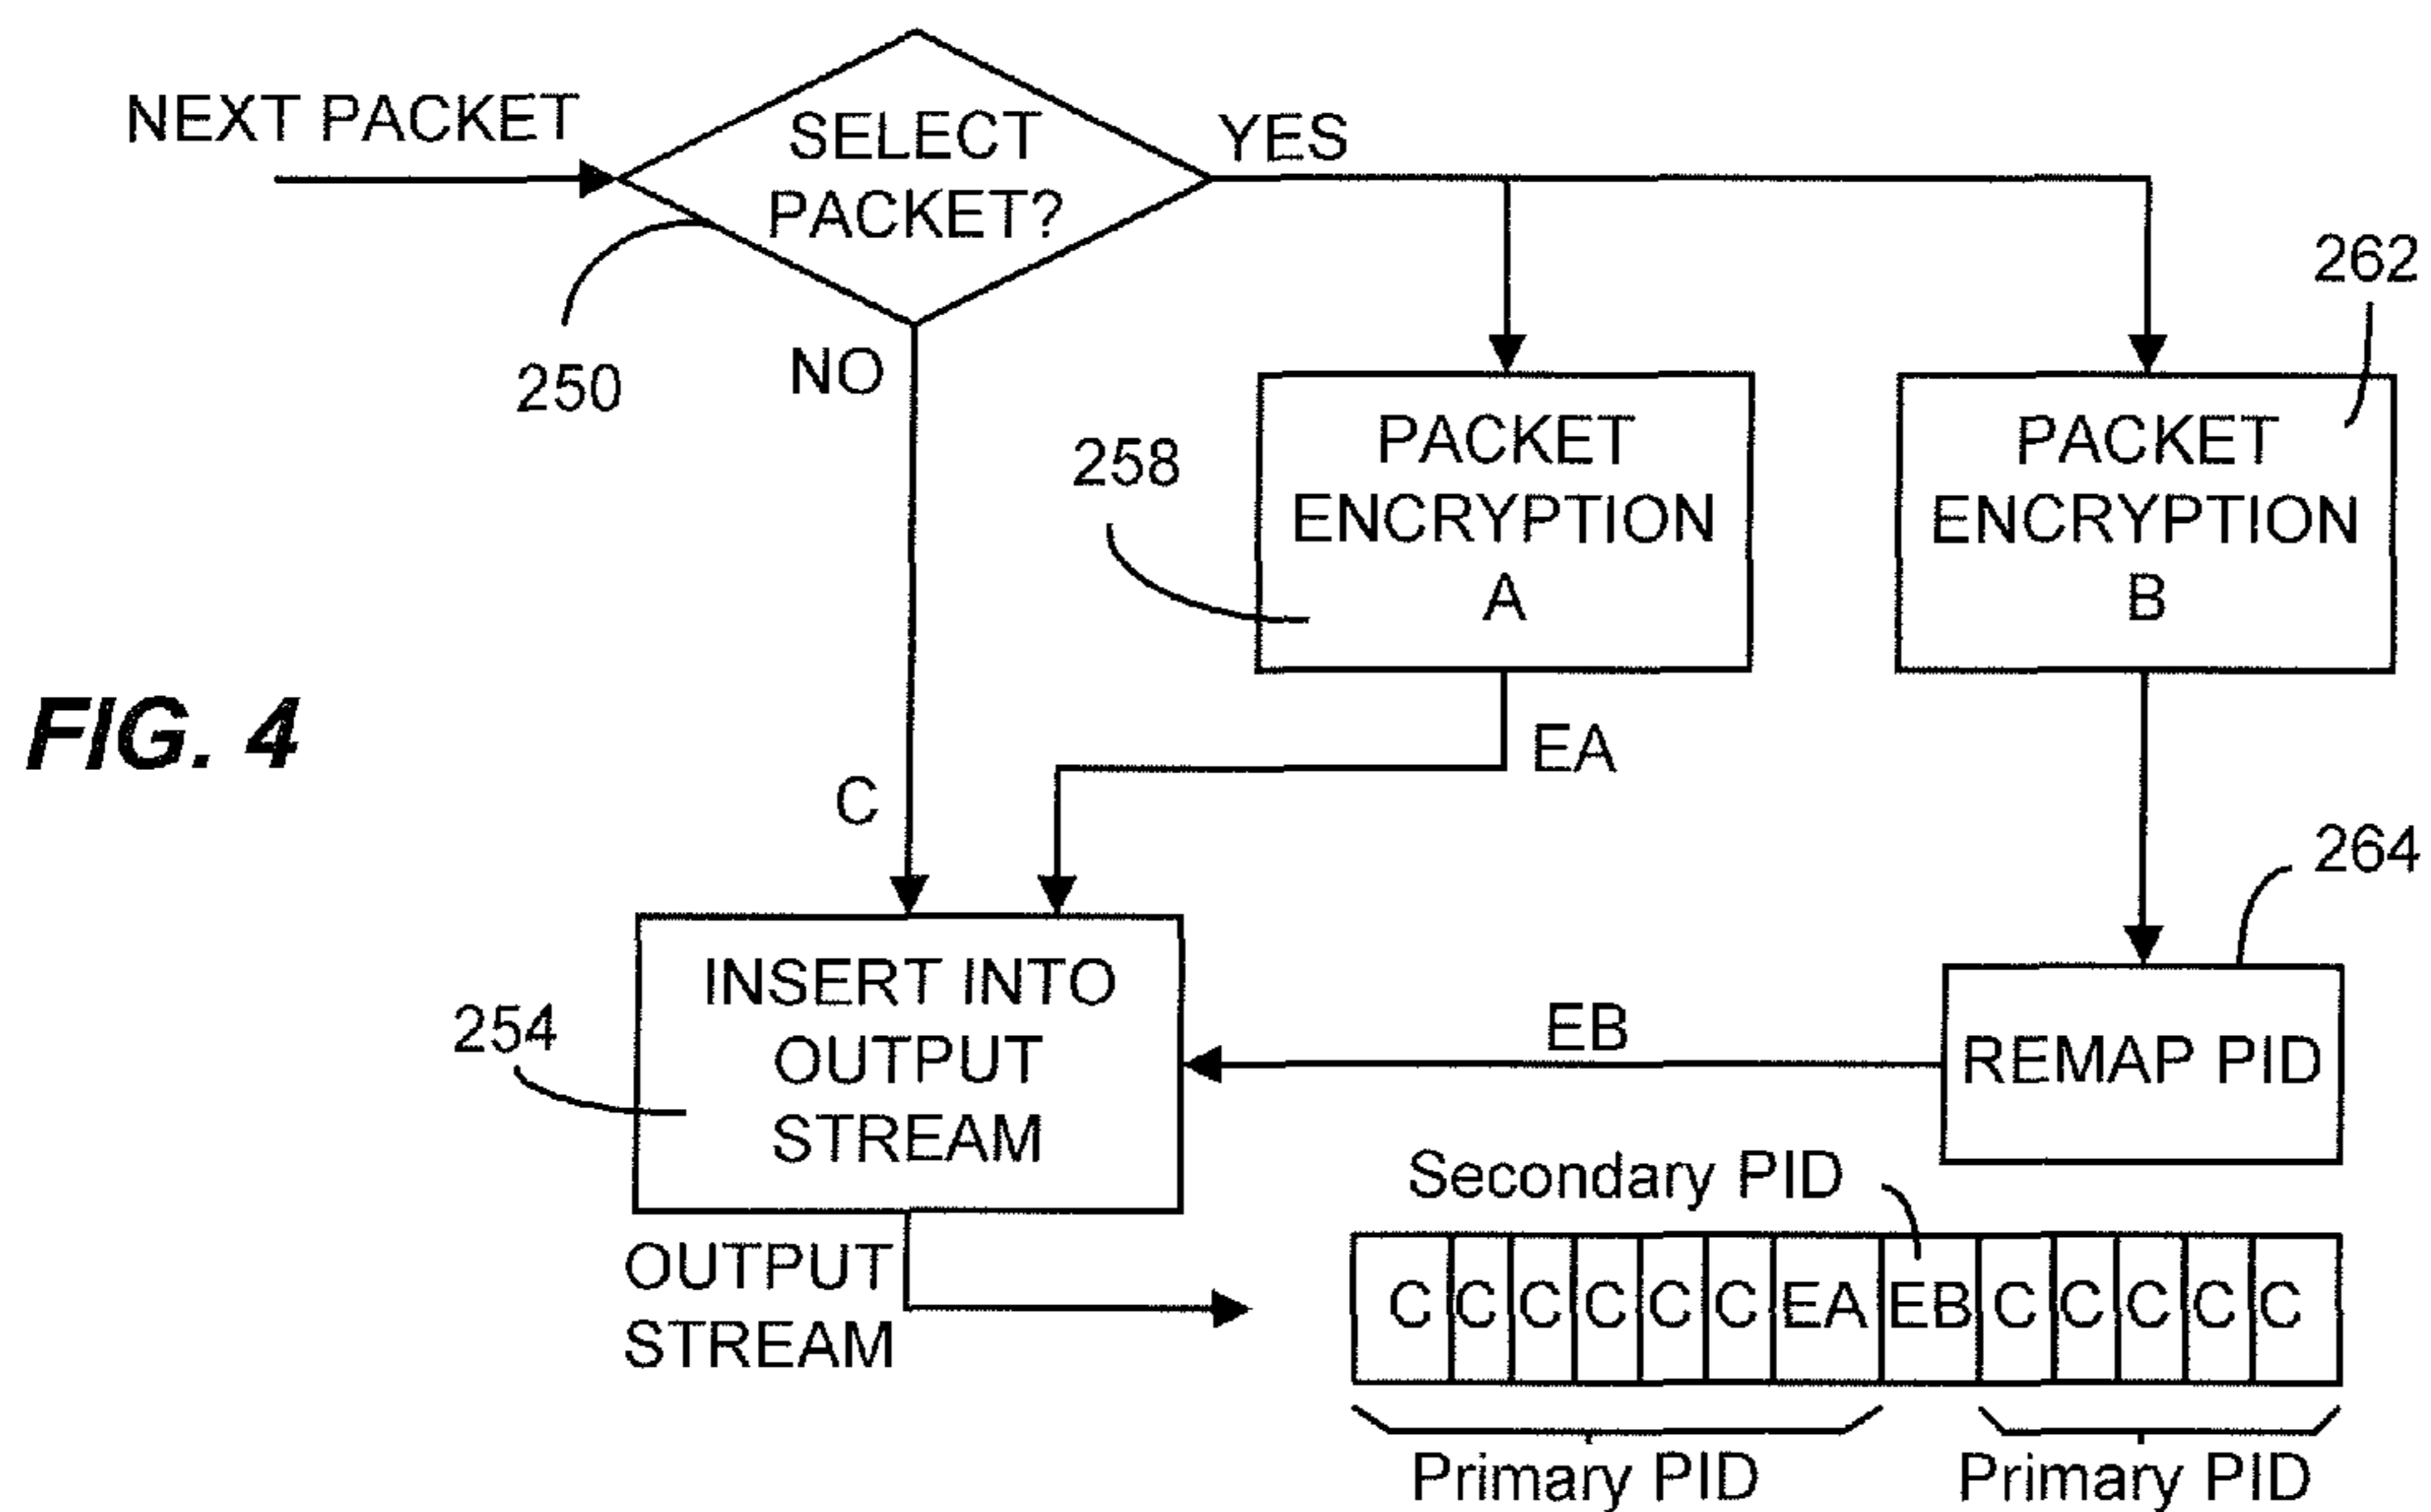 NEXT PACKET
SELECT
PACKET?
YES
250
NO
262
258
PACKET
ENCRYPTION
A
PACKET
ENCRYPTION
B
FIG. 4
C
EA
264
254
INSERT INTO
OUTPUT
STREAM
EB
REMAP PID
Secondary PID
OUTPUT
STREAM
C C C C C C EA EB C C C C C
Primary PID
Primary PID